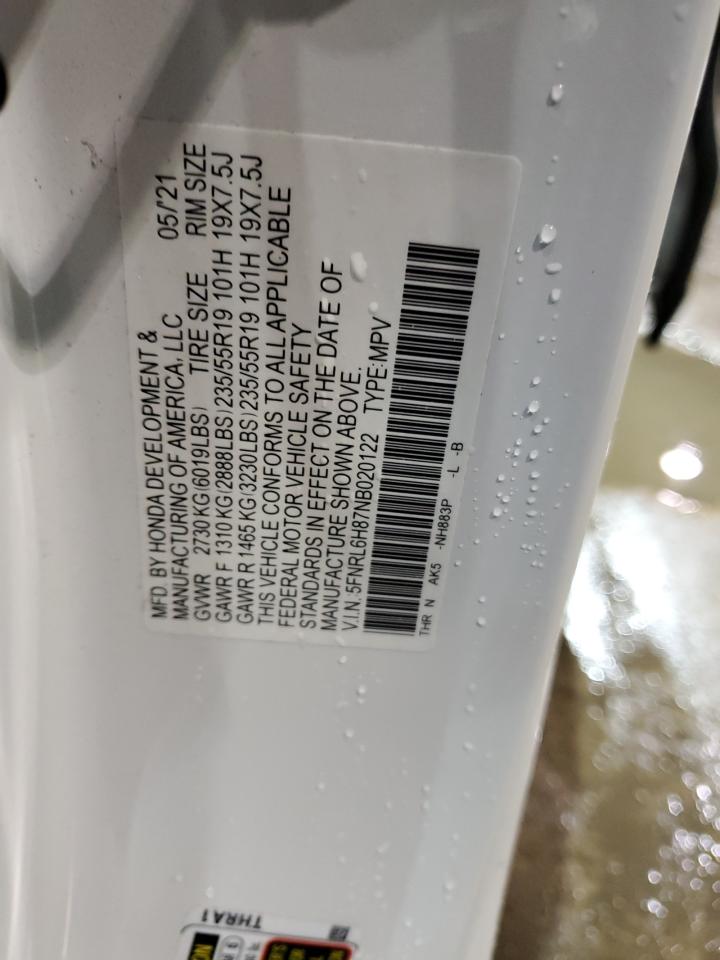 MFD. BY HONDA DEVELOPMENT &
MANUFACTURING OF AMERICA, LLC 05/'21
GVWR 2730 KG(6019LBS) TIRE SIZE RIM SIZE
GAWR F 1310 KG(2888LBS)235/55R19 101H 19X7.5J
GAWR R 1465 KG(3230LBS)235/55R19 101H 19X7.5J
THIS VEHICLE CONFORMS TO ALL APPLICABLE
FEDERAL MOTOR VEHICLE SAFETY
STANDARDS IN EFFECT ON THE DATE OF
MANUFACTURE SHOWN ABOVE.
V.I.N.:5FNRL6H87NB020122 TYPE:MPV
THR N AK5 -NH883P -L -B
THRA1